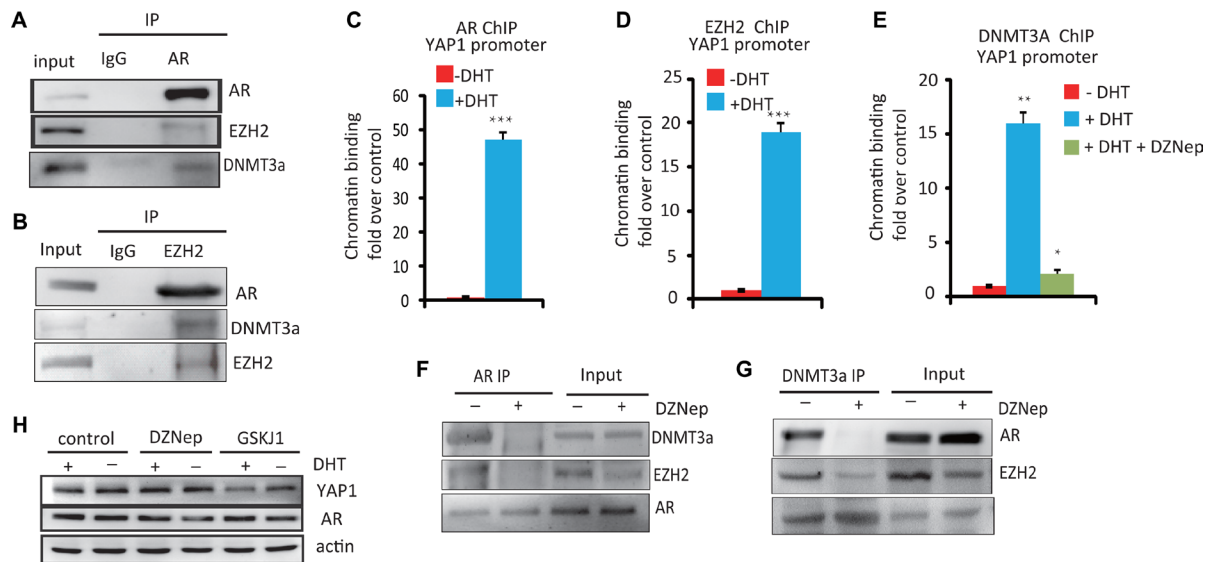 A
IP
input IgG AR
AR
EZH2
DNMT3a
B
IP
Input IgG EZH2
AR
DNMT3a
EZH2
C
AR ChIP
YAP1 promoter
-DHT
+DHT
Chromatin binding
fold over control
60
50
40
30
20
10
0
***
D
EZH2 ChIP
YAP1 promoter
-DHT
+DHT
Chromatin binding
fold over control
25
20
15
10
5
0
***
E
DNMT3A ChIP
YAP1 promoter
- DHT
+ DHT
+ DHT + DZNep
Chromatin binding
fold over control
20
15
10
5
0
**
*
F
AR IP Input
− + − + DZNep
DNMT3a
EZH2
AR
G
DNMT3a IP Input
− + − + DZNep
AR
EZH2
H
control DZNep GSKJ1
+ − + − + − DHT
YAP1
AR
actin